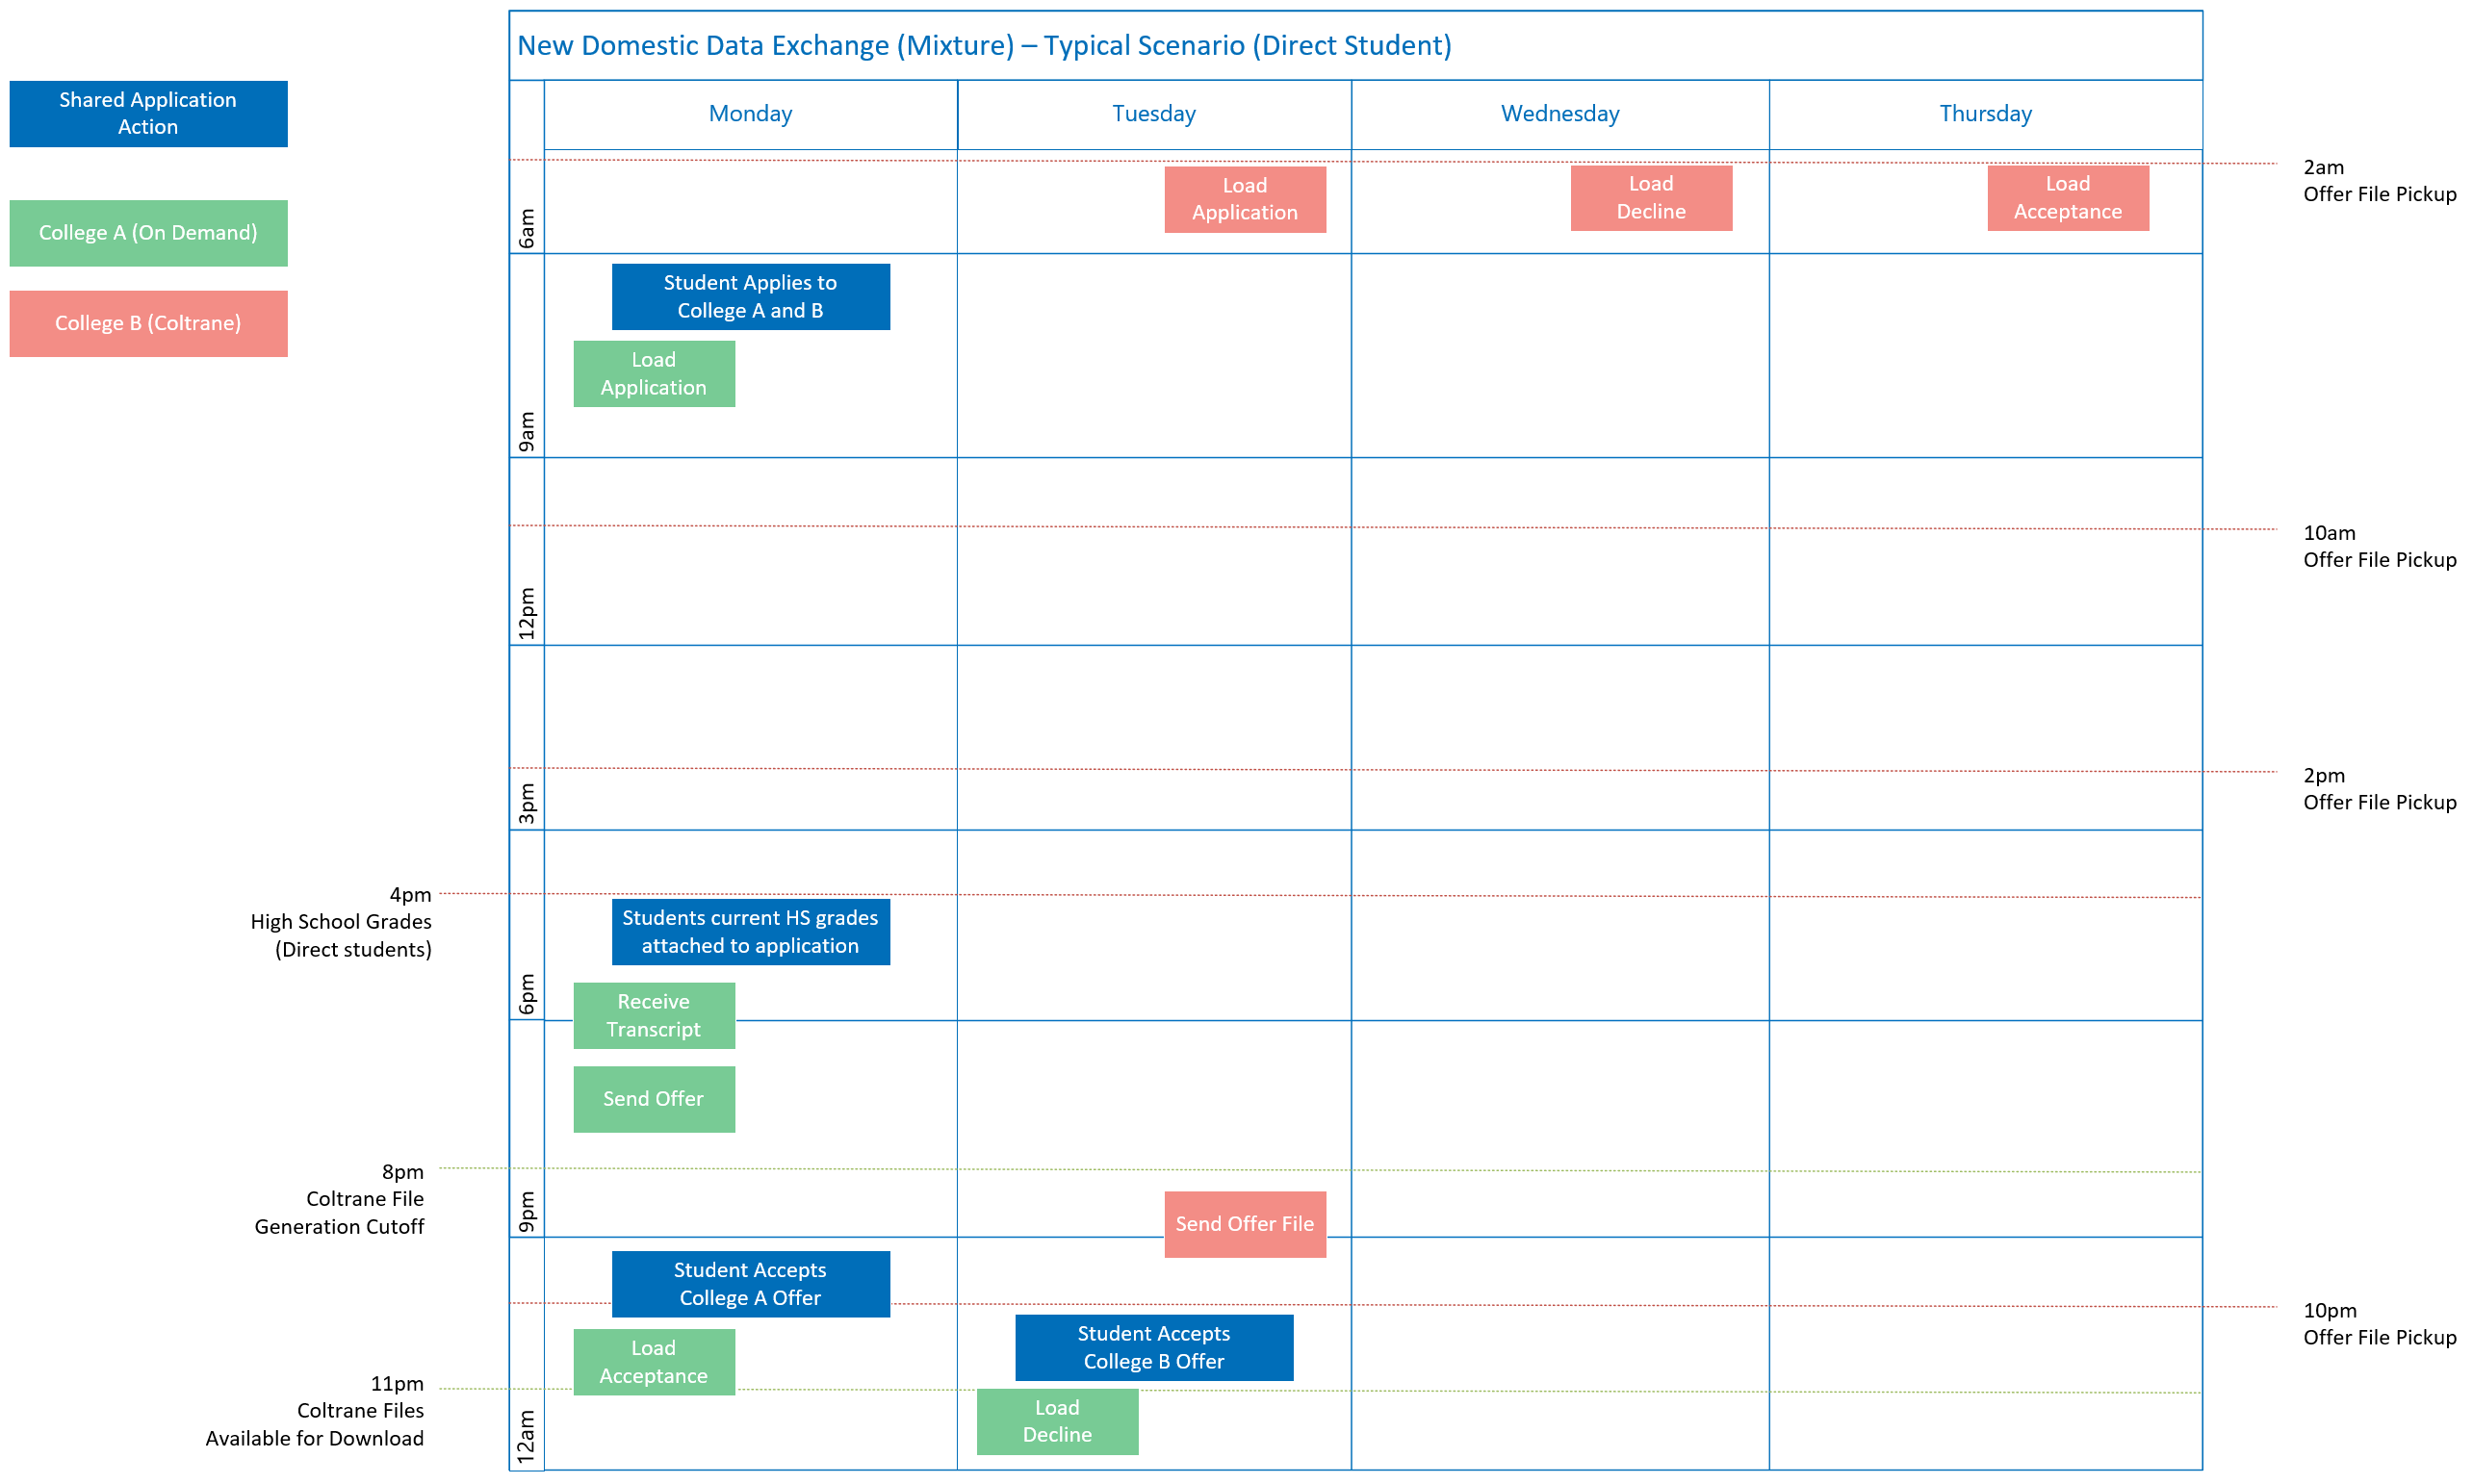 New Domestic Data Exchange (Mixture) – Typical Scenario (Direct Student)
Shared Application
Action
College A (On Demand)
College B (Coltrane)
Monday
Tuesday
Wednesday
Thursday
2am
Offer File Pickup
Load
Application
Load
Decline
Load
Acceptance
6am
Student Applies to
College A and B
Load
Application
9am
10am
Offer File Pickup
12pm
2pm
Offer File Pickup
3pm
4pm
High School Grades
(Direct students)
Students current HS grades
attached to application
6pm
Receive
Transcript
Send Offer
8pm
Coltrane File
Generation Cutoff
9pm
Send Offer File
Student Accepts
College A Offer
10pm
Offer File Pickup
Student Accepts
College B Offer
Load
Acceptance
11pm
Coltrane Files
Available for Download
Load
Decline
12am